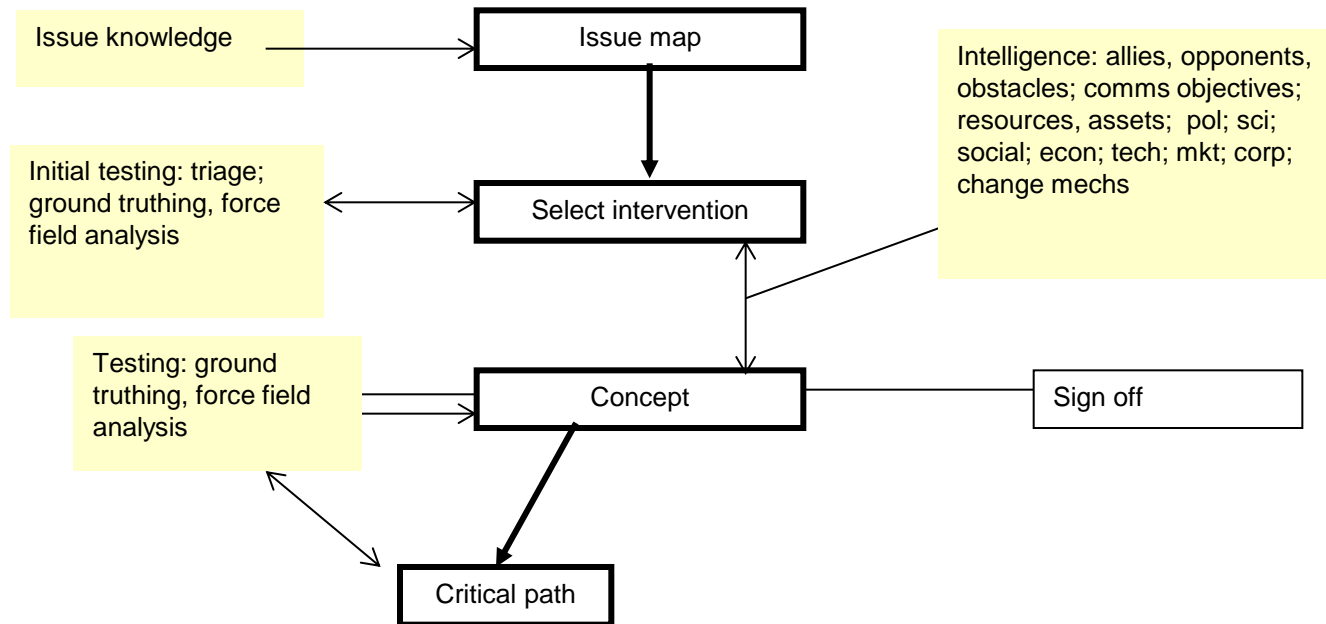 Issue knowledge
Issue map
Intelligence: allies, opponents,
obstacles; comms objectives;
resources, assets;  pol; sci;
social; econ; tech; mkt; corp;
change mechs
Initial testing: triage;
ground truthing, force
field analysis
Select intervention
Testing: ground
truthing, force field
analysis
Concept
Sign off
Critical path